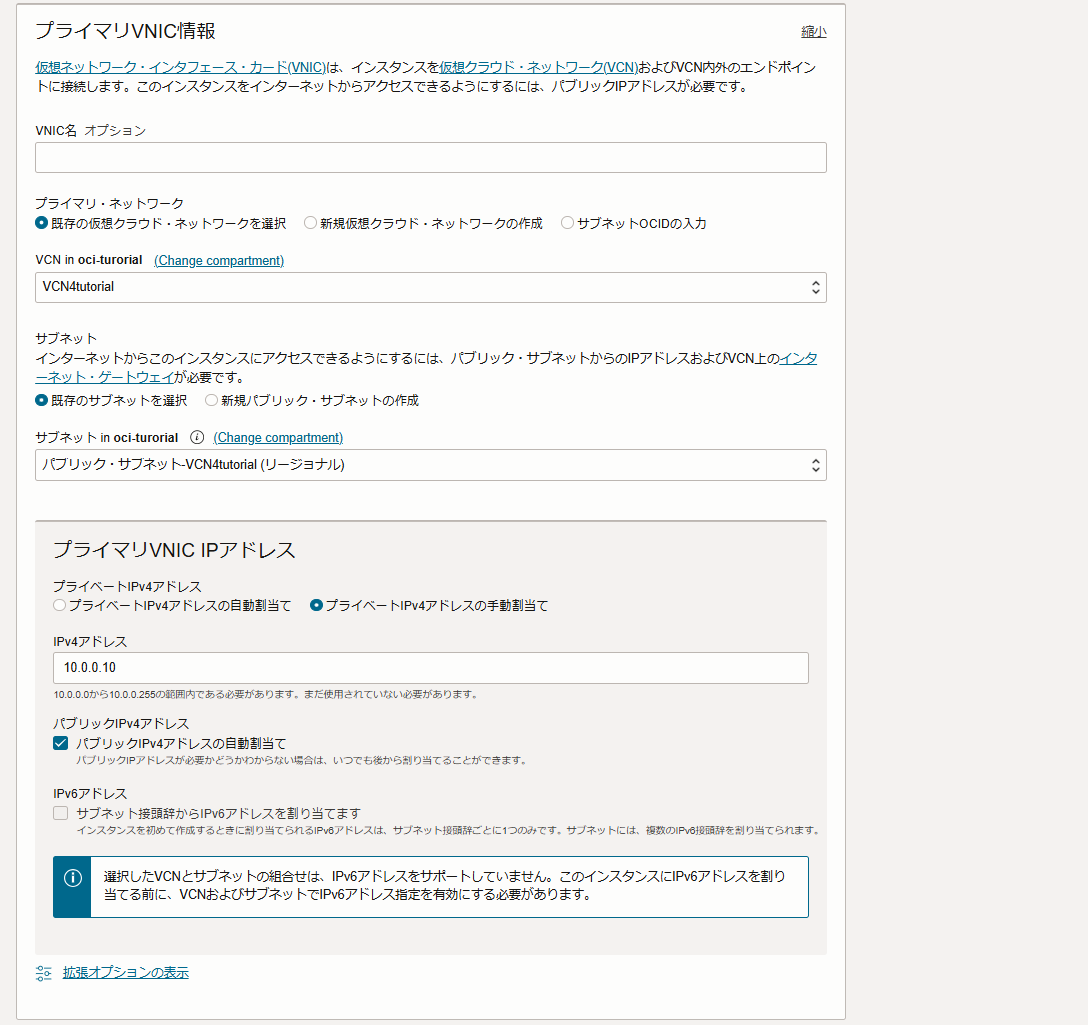 プライマリVNIC情報
縮小
仮想ネットワーク・インタフェース・カード(VNIC)は、インスタンスを仮想クラウド・ネットワーク(VCN)およびVCN内外のエンドポイン
トに接続します。このインスタンスをインターネットからアクセスできるようにするには、パブリックIPアドレスが必要です。
VNIC名 オプション
プライマリ・ネットワーク
既存の仮想クラウド・ネットワークを選択 新規仮想クラウド・ネットワークの作成 サブネットOCIDの入力
VCN in oci-turorial (Change compartment)
VCN4tutorial
サブネット
インターネットからこのインスタンスにアクセスできるようにするには、パブリック・サブネットからのIPアドレスおよびVCN上のインタ
ーネット・ゲートウェイが必要です。
既存のサブネットを選択 新規パブリック・サブネットの作成
サブネット in oci-turorial (Change compartment)
パブリック・サブネット-VCN4tutorial (リージョナル)
プライマリVNIC IPアドレス
プライベートIPv4アドレス
プライベートIPv4アドレスの自動割当て プライベートIPv4アドレスの手動割当て
IPv4アドレス
10.0.0.10
10.0.0.0から10.0.0.255の範囲内である必要があります。まだ使用されていない必要があります。
パブリックIPv4アドレス
パブリックIPv4アドレスの自動割当て
パブリックIPアドレスが必要かどうかわからない場合は、いつでも後から割り当てることができます。
IPv6アドレス
サブネット接頭辞からIPv6アドレスを割り当てます
インスタンスを初めて作成するときに割り当てられるIPv6アドレスは、サブネット接頭辞ごとに1つのみです。サブネットには、複数のIPv6接頭辞を割り当てられます。
選択したVCNとサブネットの組合せは、IPv6アドレスをサポートしていません。このインスタンスにIPv6アドレスを割り
当てる前に、VCNおよびサブネットでIPv6アドレス指定を有効にする必要があります。
拡張オプションの表示